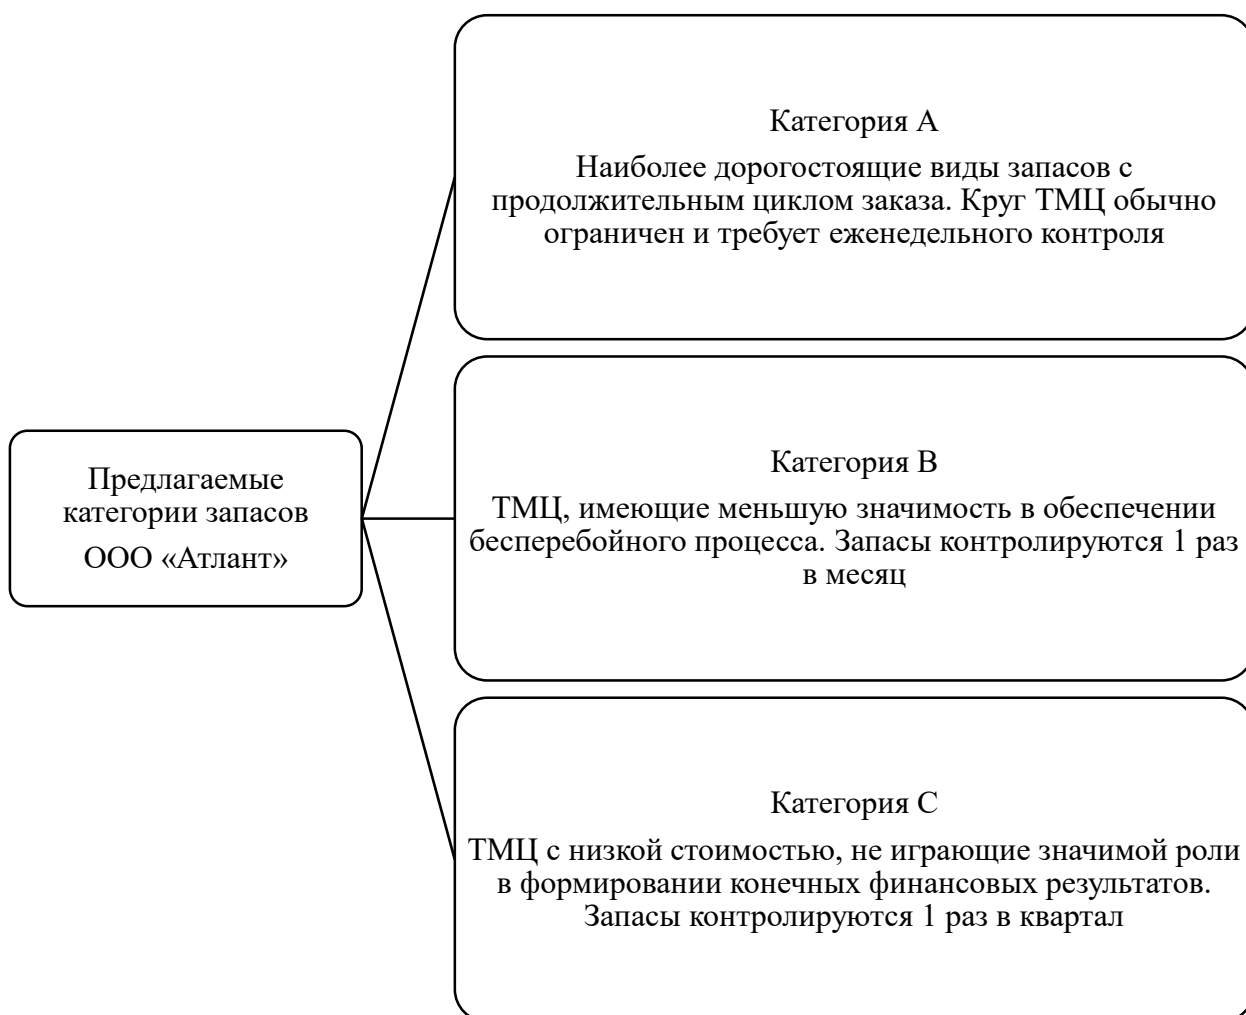 Категория А
Наиболее дорогостоящие виды запасов с
продолжительным циклом заказа. Круг ТМЦ обычно
ограничен и требует еженедельного контроля
Предлагаемые
категории запасов
ООО «Атлант»
Категория В
ТМЦ, имеющие меньшую значимость в обеспечении
бесперебойного процесса. Запасы контролируются 1 раз
в месяц
Категория С
ТМЦ с низкой стоимостью, не играющие значимой роли
в формировании конечных финансовых результатов.
Запасы контролируются 1 раз в квартал